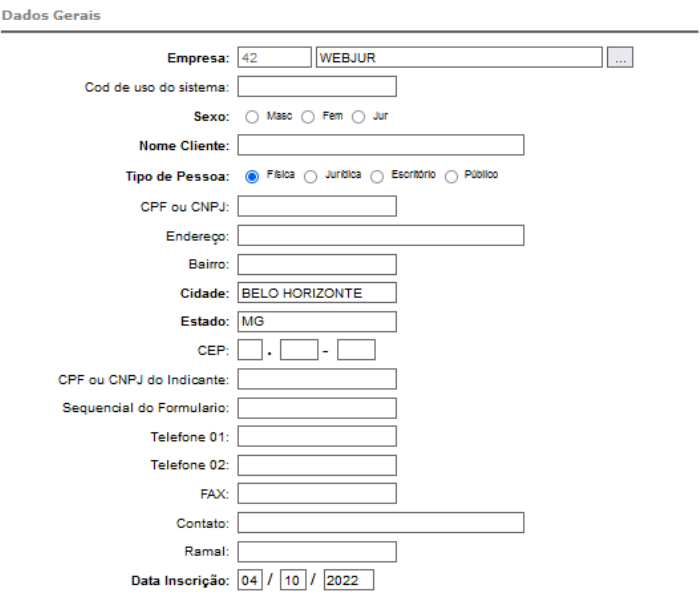 Dados Gerais
Empresa: 42 WEBJUR ...
Cod de uso do sistema:
Sexo: Masc Fem Jur
Nome Cliente:
Tipo de Pessoa: Física Jurídica Escritório Público
CPF ou CNPJ:
Endereço:
Bairro:
Cidade: BELO HORIZONTE
Estado: MG
CEP: . -
CPF ou CNPJ do Indicante:
Sequencial do Formulario:
Telefone 01:
Telefone 02:
FAX:
Contato:
Ramal:
Data Inscrição: 04 / 10 / 2022